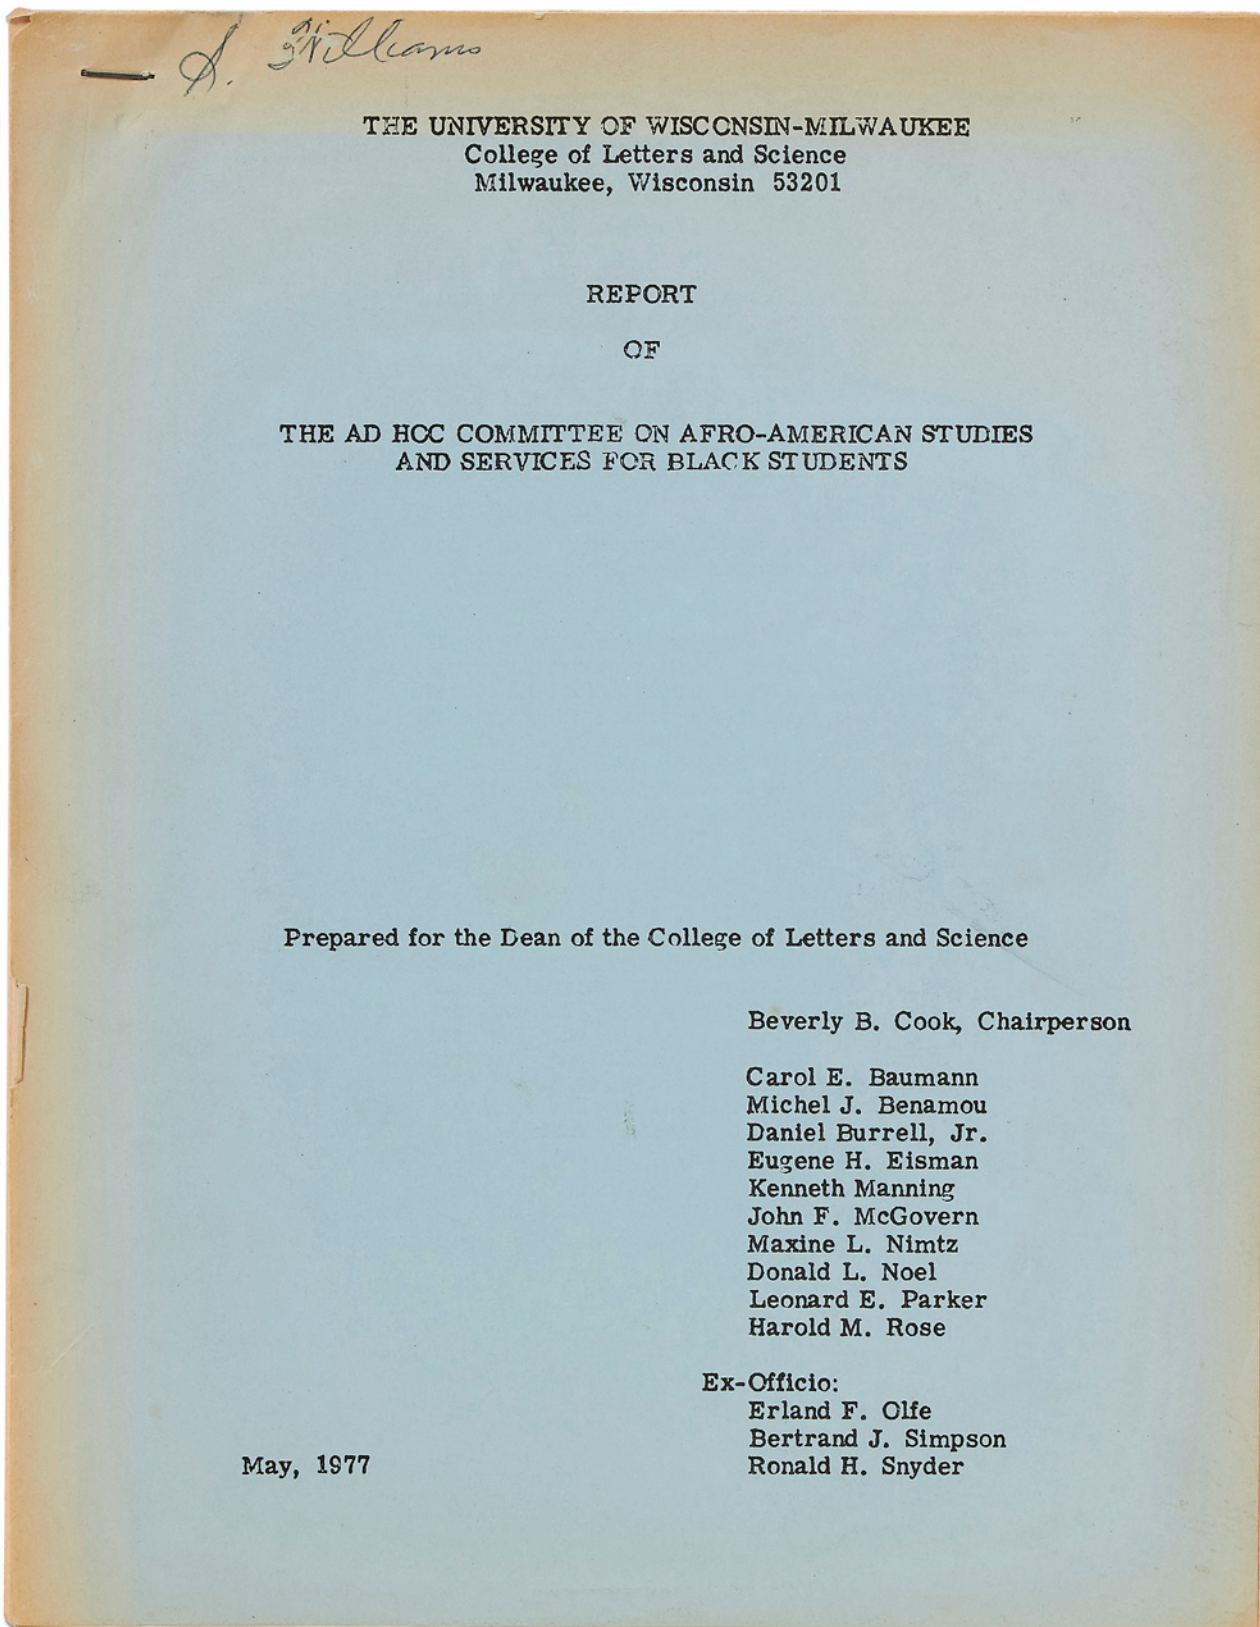 S. Williams
THE UNIVERSITY OF WISCONSIN-MILWAUKEE
College of Letters and Science
Milwaukee, Wisconsin 53201
REPORT
OF
THE AD HOC COMMITTEE ON AFRO-AMERICAN STUDIES
AND SERVICES FOR BLACK STUDENTS
Prepared for the Dean of the College of Letters and Science
Beverly B. Cook, Chairperson
Carol E. Baumann
Michel J. Benamou
Daniel Burrell, Jr.
Eugene H. Eisman
Kenneth Manning
John F. McGovern
Maxine L. Nimtz
Donald L. Noel
Leonard E. Parker
Harold M. Rose
Ex-Officio:
Erland F. Olfe
Bertrand J. Simpson
May, 1977 Ronald H. Snyder